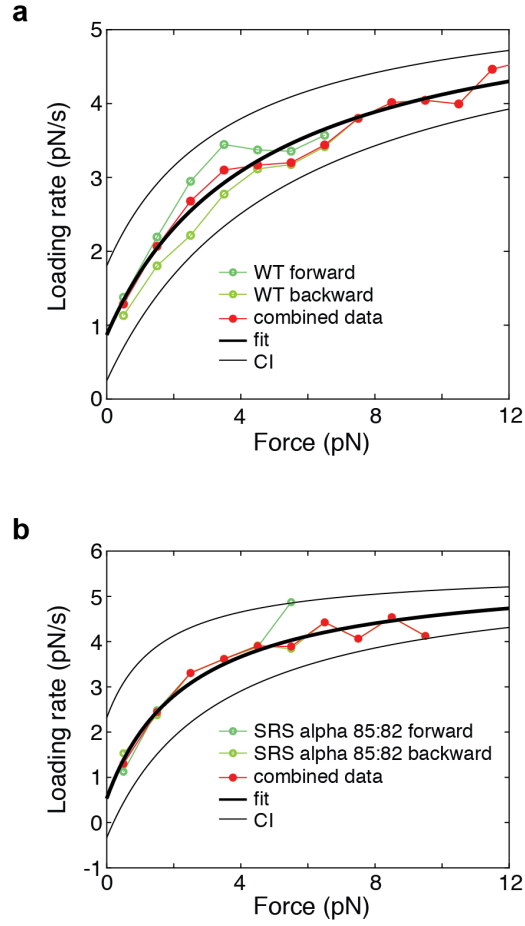 a
5
4
3
2
1
0
Loading rate (pN/s)
WT forward
WT backward
combined data
fit
CI
0
4
8
12
Force (pN)
b
6
5
4
3
2
1
0
-1
Loading rate (pN/s)
SRS alpha 85:82 forward
SRS alpha 85:82 backward
combined data
fit
CI
0
4
8
12
Force (pN)